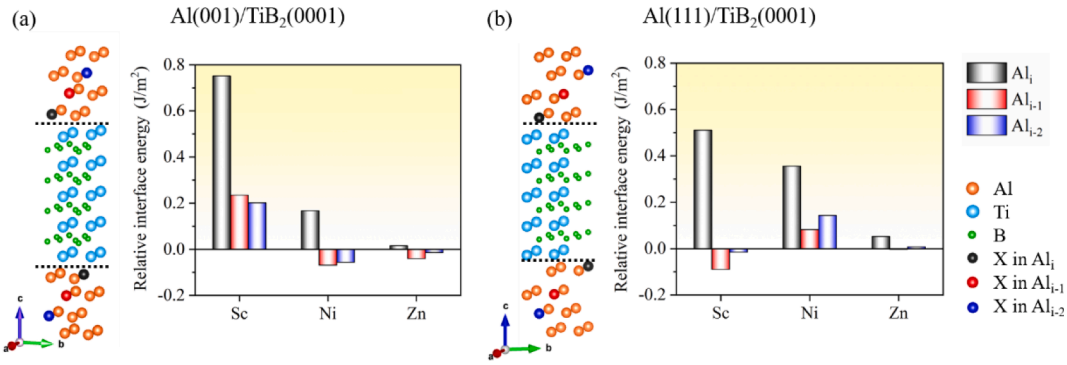 (a)
Al(001)/TiB₂(0001)
Relative interface energy (J/m²)
0.8
0.6
0.4
0.2
0.0
-0.2
Sc Ni Zn
c
a b
(b)
Al(111)/TiB₂(0001)
Relative interface energy (J/m²)
0.8
0.6
0.4
0.2
0.0
-0.2
Sc Ni Zn
c
a b
Alᵢ
Alᵢ₋₁
Alᵢ₋₂
Al
Ti
B
X in Alᵢ
X in Alᵢ₋₁
X in Alᵢ₋₂